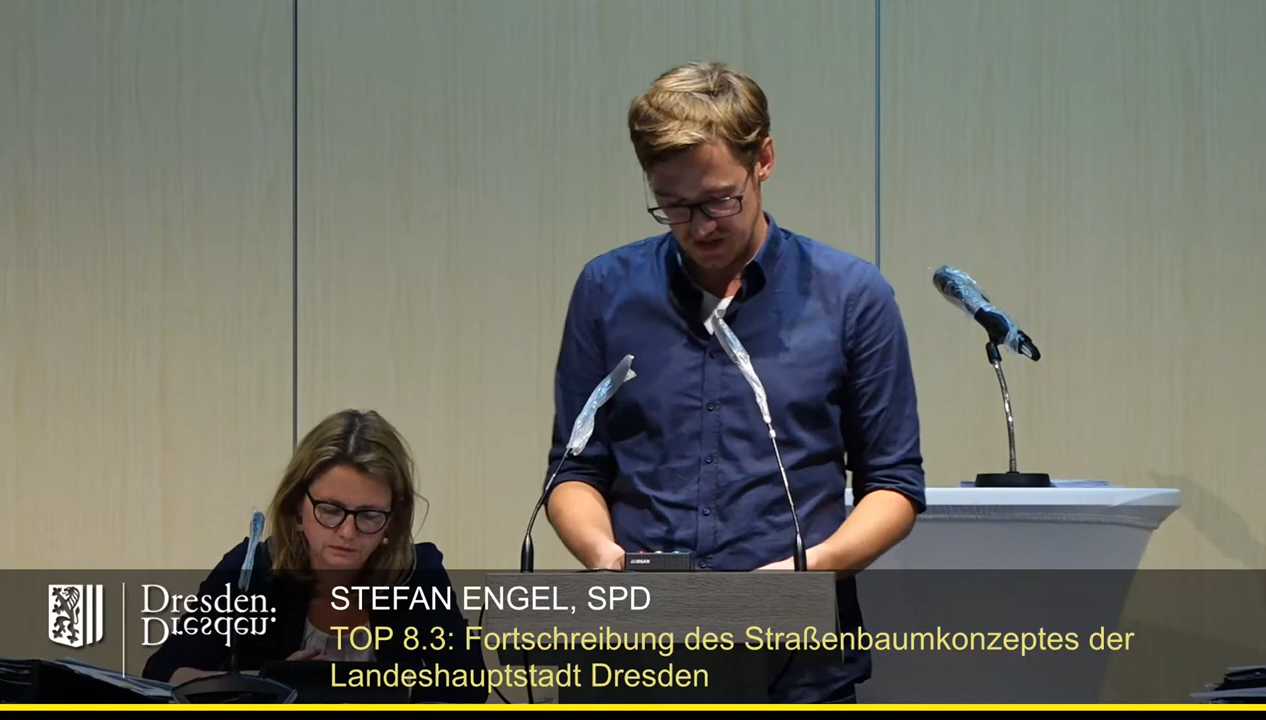 Dresden.
Dresden.
STEFAN ENGEL, SPD
TOP 8.3: Fortschreibung des Straßenbaumkonzeptes der
Landeshauptstadt Dresden